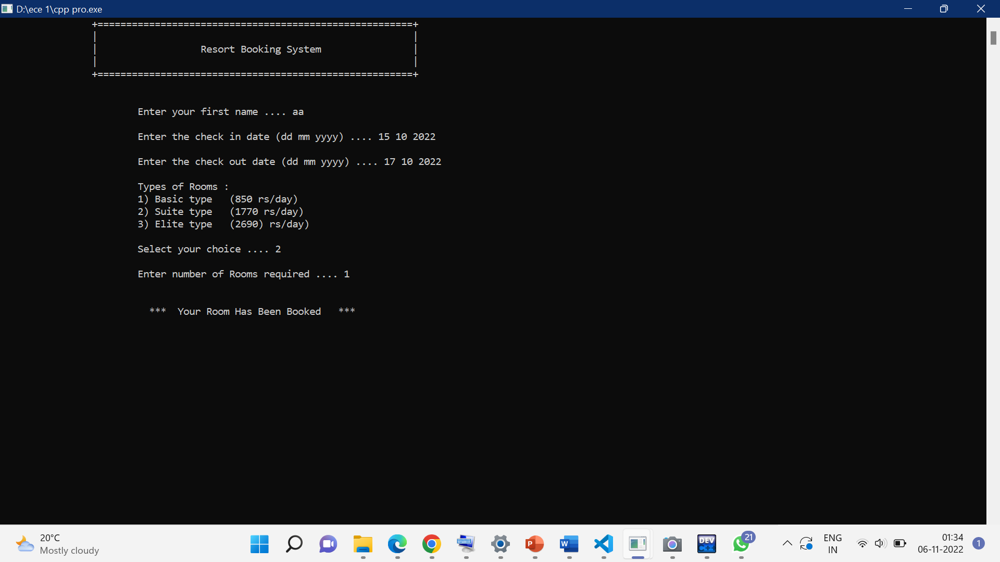 D:\ece 1\cpp pro.exe
+=======================================================+
|                                                       |
|                  Resort Booking System                |
|                                                       |
+=======================================================+
Enter your first name .... aa
Enter the check in date (dd mm yyyy) .... 15 10 2022
Enter the check out date (dd mm yyyy) .... 17 10 2022
Types of Rooms :
1) Basic type   (850 rs/day)
2) Suite type   (1770 rs/day)
3) Elite type   (2690) rs/day)
Select your choice .... 2
Enter number of Rooms required .... 1
***  Your Room Has Been Booked   ***
20°C
Mostly cloudy
P
W
DEV
C++
21
ENG
IN
01:34
06-11-2022
1